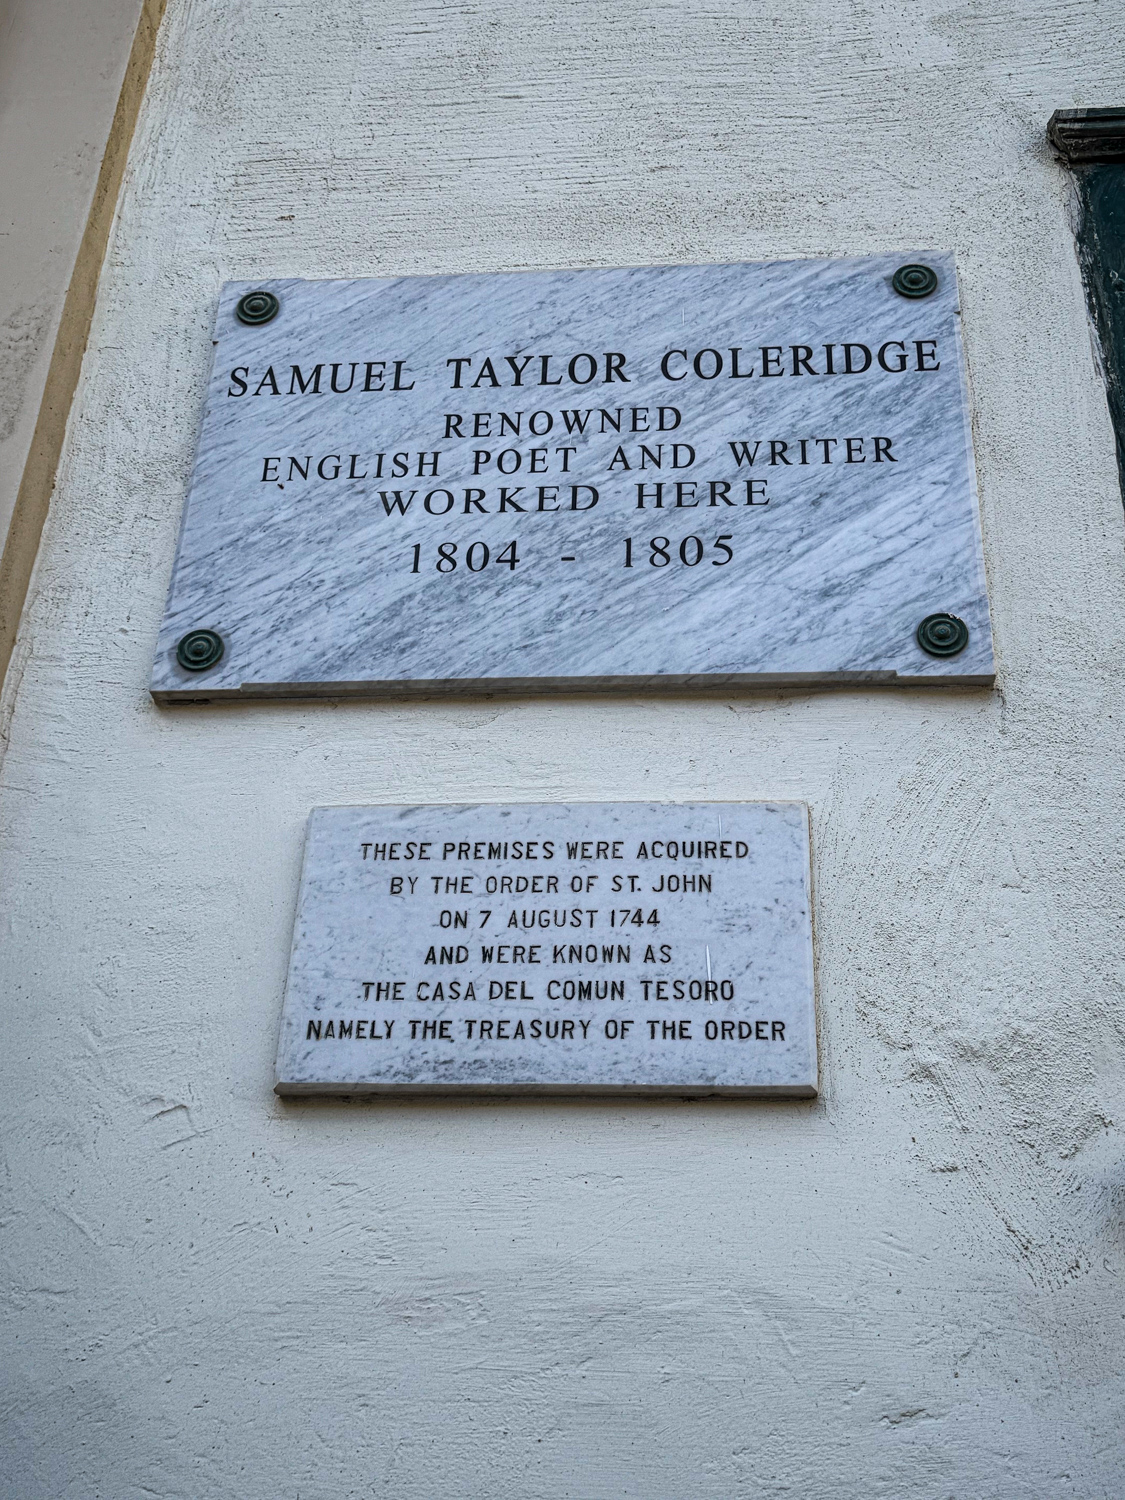 SAMUEL TAYLOR COLERIDGE
RENOWNED
ENGLISH POET AND WRITER
WORKED HERE
1804 - 1805
THESE PREMISES WERE ACQUIRED
BY THE ORDER OF ST. JOHN
ON 7 AUGUST 1744
AND WERE KNOWN AS
THE CASA DEL COMUN TESORO
NAMELY THE TREASURY OF THE ORDER